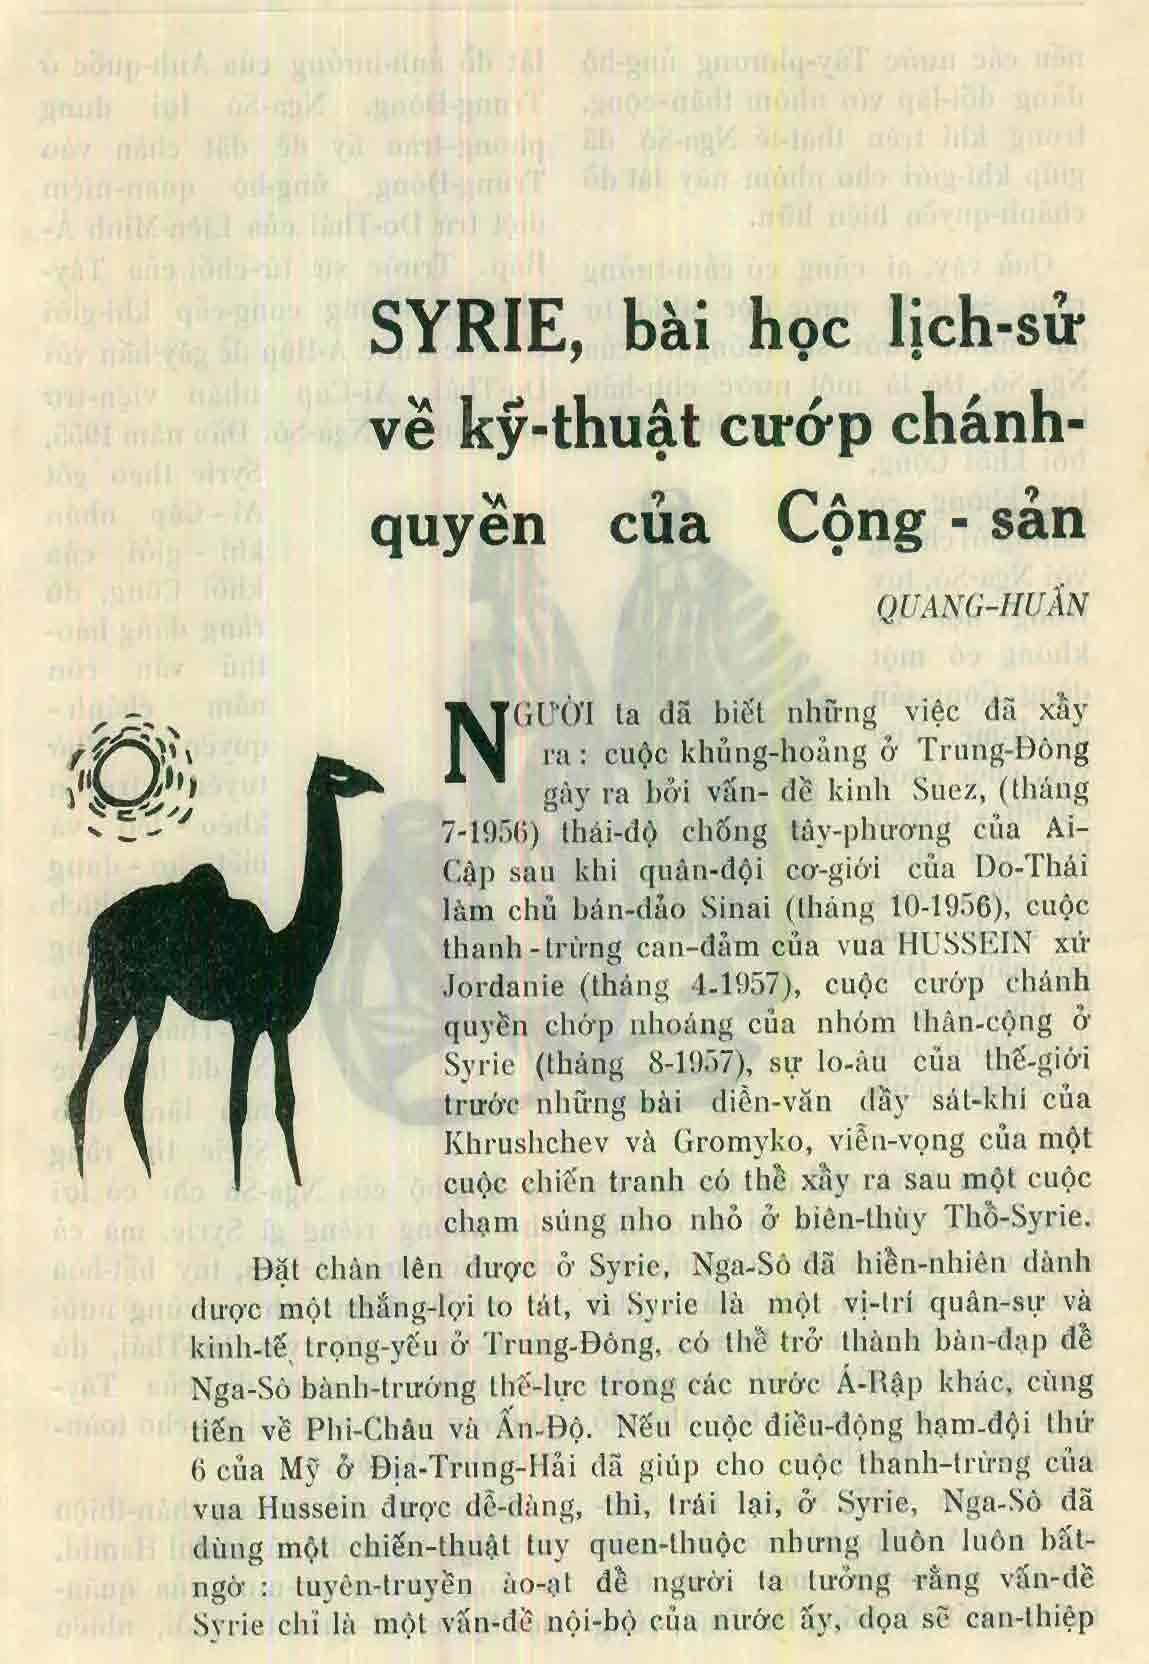 SYRIE, bài học lịch-sử
về kỹ-thuật cướp chánh-
quyền của Cộng - sản
QUANG-HUẤN
NGƯỜI ta đã biết những việc đã xẩy
ra : cuộc khủng-hoảng ở Trung-Đông
gây ra bởi vấn- đề kinh Suez, (tháng
7-1956) thái-độ chống tây-phương của Ai-
Cập sau khi quân-đội cơ-giới của Do-Thái
làm chủ bán-đảo Sinai (tháng 10-1956), cuộc
thanh-trừng can-đảm của vua HUSSEIN xứ
Jordanie (tháng 4-1957), cuộc cướp chánh
quyền chớp nhoáng của nhóm thân-cộng ở
Syrie (tháng 8-1957), sự lo-âu của thế-giới
trước những bài diễn-văn đầy sát-khí của
Khrushchev và Gromyko, viễn-vọng của một
cuộc chiến tranh có thể xẩy ra sau một cuộc
chạm súng nho nhỏ ở biên-thùy Thổ-Syrie.
Đặt chân lên được ở Syrie, Nga-Sô đã hiển-nhiên dành
được một thắng-lợi to tát, vì Syrie là một vị-trí quân-sự và
kinh-tế trọng-yếu ở Trung-Đông, có thể trở thành bàn-đạp để
Nga-Sô bành-trướng thế-lực trong các nước Á-Rập khác, cùng
tiến về Phi-Châu và Ấn-Độ. Nếu cuộc điều-động hạm-đội thứ
6 của Mỹ ở Địa-Trung-Hải đã giúp cho cuộc thanh-trừng của
vua Hussein được dễ-dàng, thì, trái lại, ở Syrie, Nga-Sô đã
dùng một chiến-thuật tuy quen-thuộc nhưng luôn luôn bất-
ngờ : tuyên-truyền ào-ạt để người ta tưởng rằng vấn-đề
Syrie chỉ là một vấn-đề nội-bộ của nước ấy, dọa sẽ can-thiệp